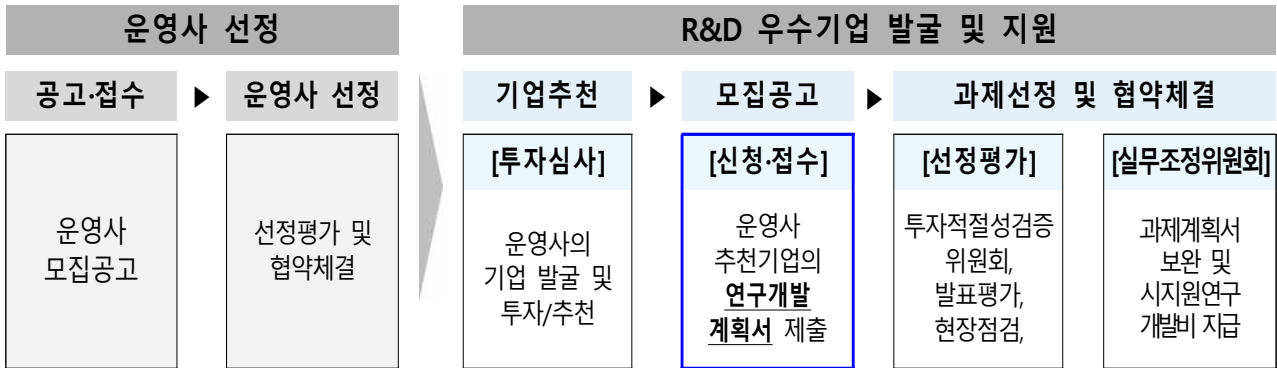 운영사 선정
R&D 우수기업 발굴 및 지원
공고·접수 ▶ 운영사 선정
기업추천 ▶ 모집공고 ▶ 과제선정 및 협약체결
운영사
모집공고
선정평가 및
협약체결
[투자심사]
운영사의
기업 발굴 및
투자/추천
[신청·접수]
운영사
추천기업의
연구개발
계획서 제출
[선정평가]
투자적절성검증
위원회,
발표평가,
현장점검,
[실무조정위원회]
과제계획서
보완 및
시지원연구
개발비 지급